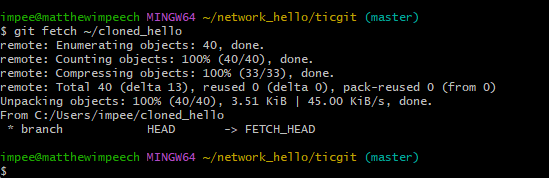 impee@matthewimpeech MINGW64 ~/network_hello/ticgit (master)
$ git fetch ~/cloned_hello
remote: Enumerating objects: 40, done.
remote: Counting objects: 100% (40/40), done.
remote: Compressing objects: 100% (33/33), done.
remote: Total 40 (delta 13), reused 0 (delta 0), pack-reused 0 (from 0)
Unpacking objects: 100% (40/40), 3.51 KiB | 45.00 KiB/s, done.
From C:/Users/impee/cloned_hello
 * branch            HEAD       -> FETCH_HEAD
impee@matthewimpeech MINGW64 ~/network_hello/ticgit (master)
$